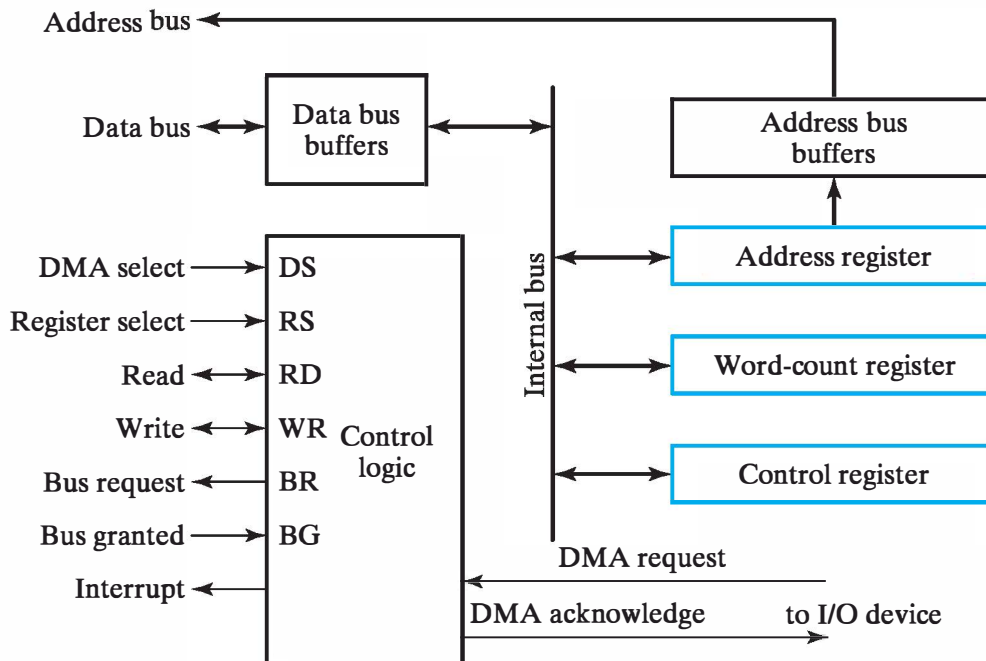 Address bus
Data bus
Data bus
buffers
Address bus
buffers
DMA select
DS
Register select
RS
Read
RD
Write
WR
Bus request
BR
Bus granted
BG
Interrupt
Control
logic
Internal bus
Address register
Word-count register
Control register
DMA request
DMA acknowledge
to I/O device